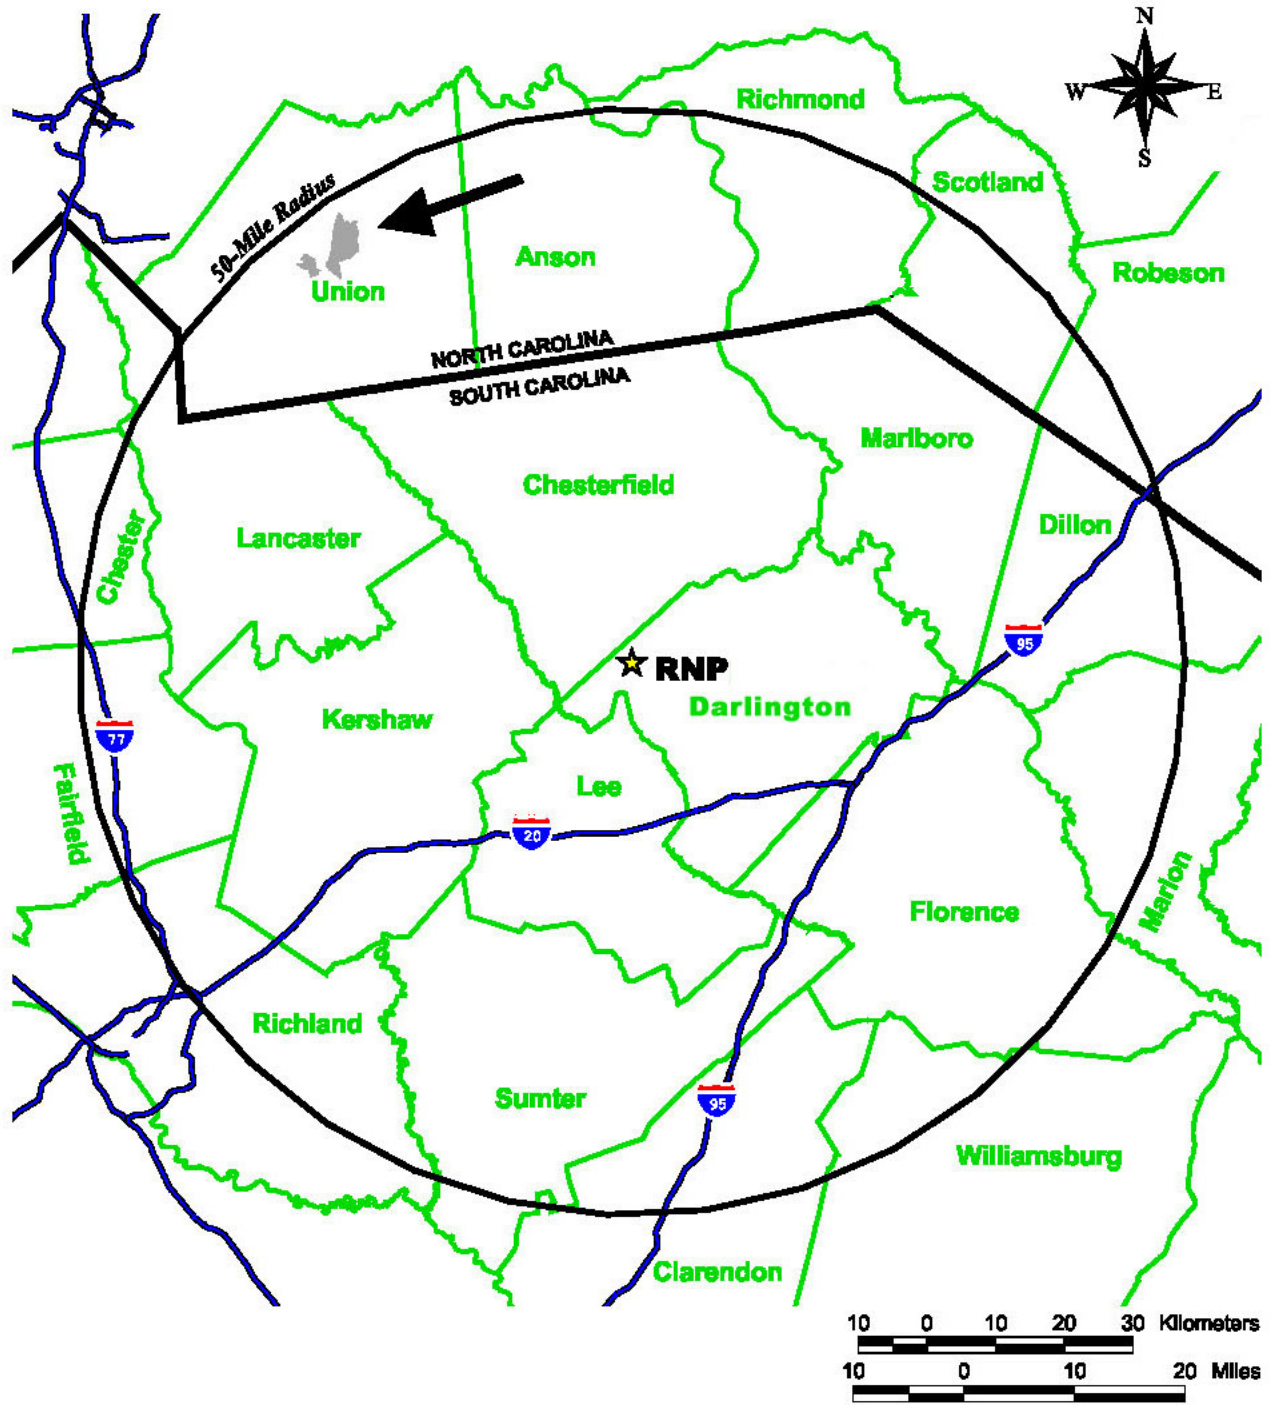 N
W E
S
Richmond
Scotland
50-Mile Radius
Anson
Robeson
Union
NORTH CAROLINA
SOUTH CAROLINA
Marlboro
Chesterfield
Dillon
Lancaster
Chester
95
RNP
Darlington
Kershaw
77
Lee
Fairfield
20
Marion
Florence
Richland
Sumter
95
Williamsburg
Clarendon
10 0 10 20 30 Kilometers
10 0 10 20 Miles